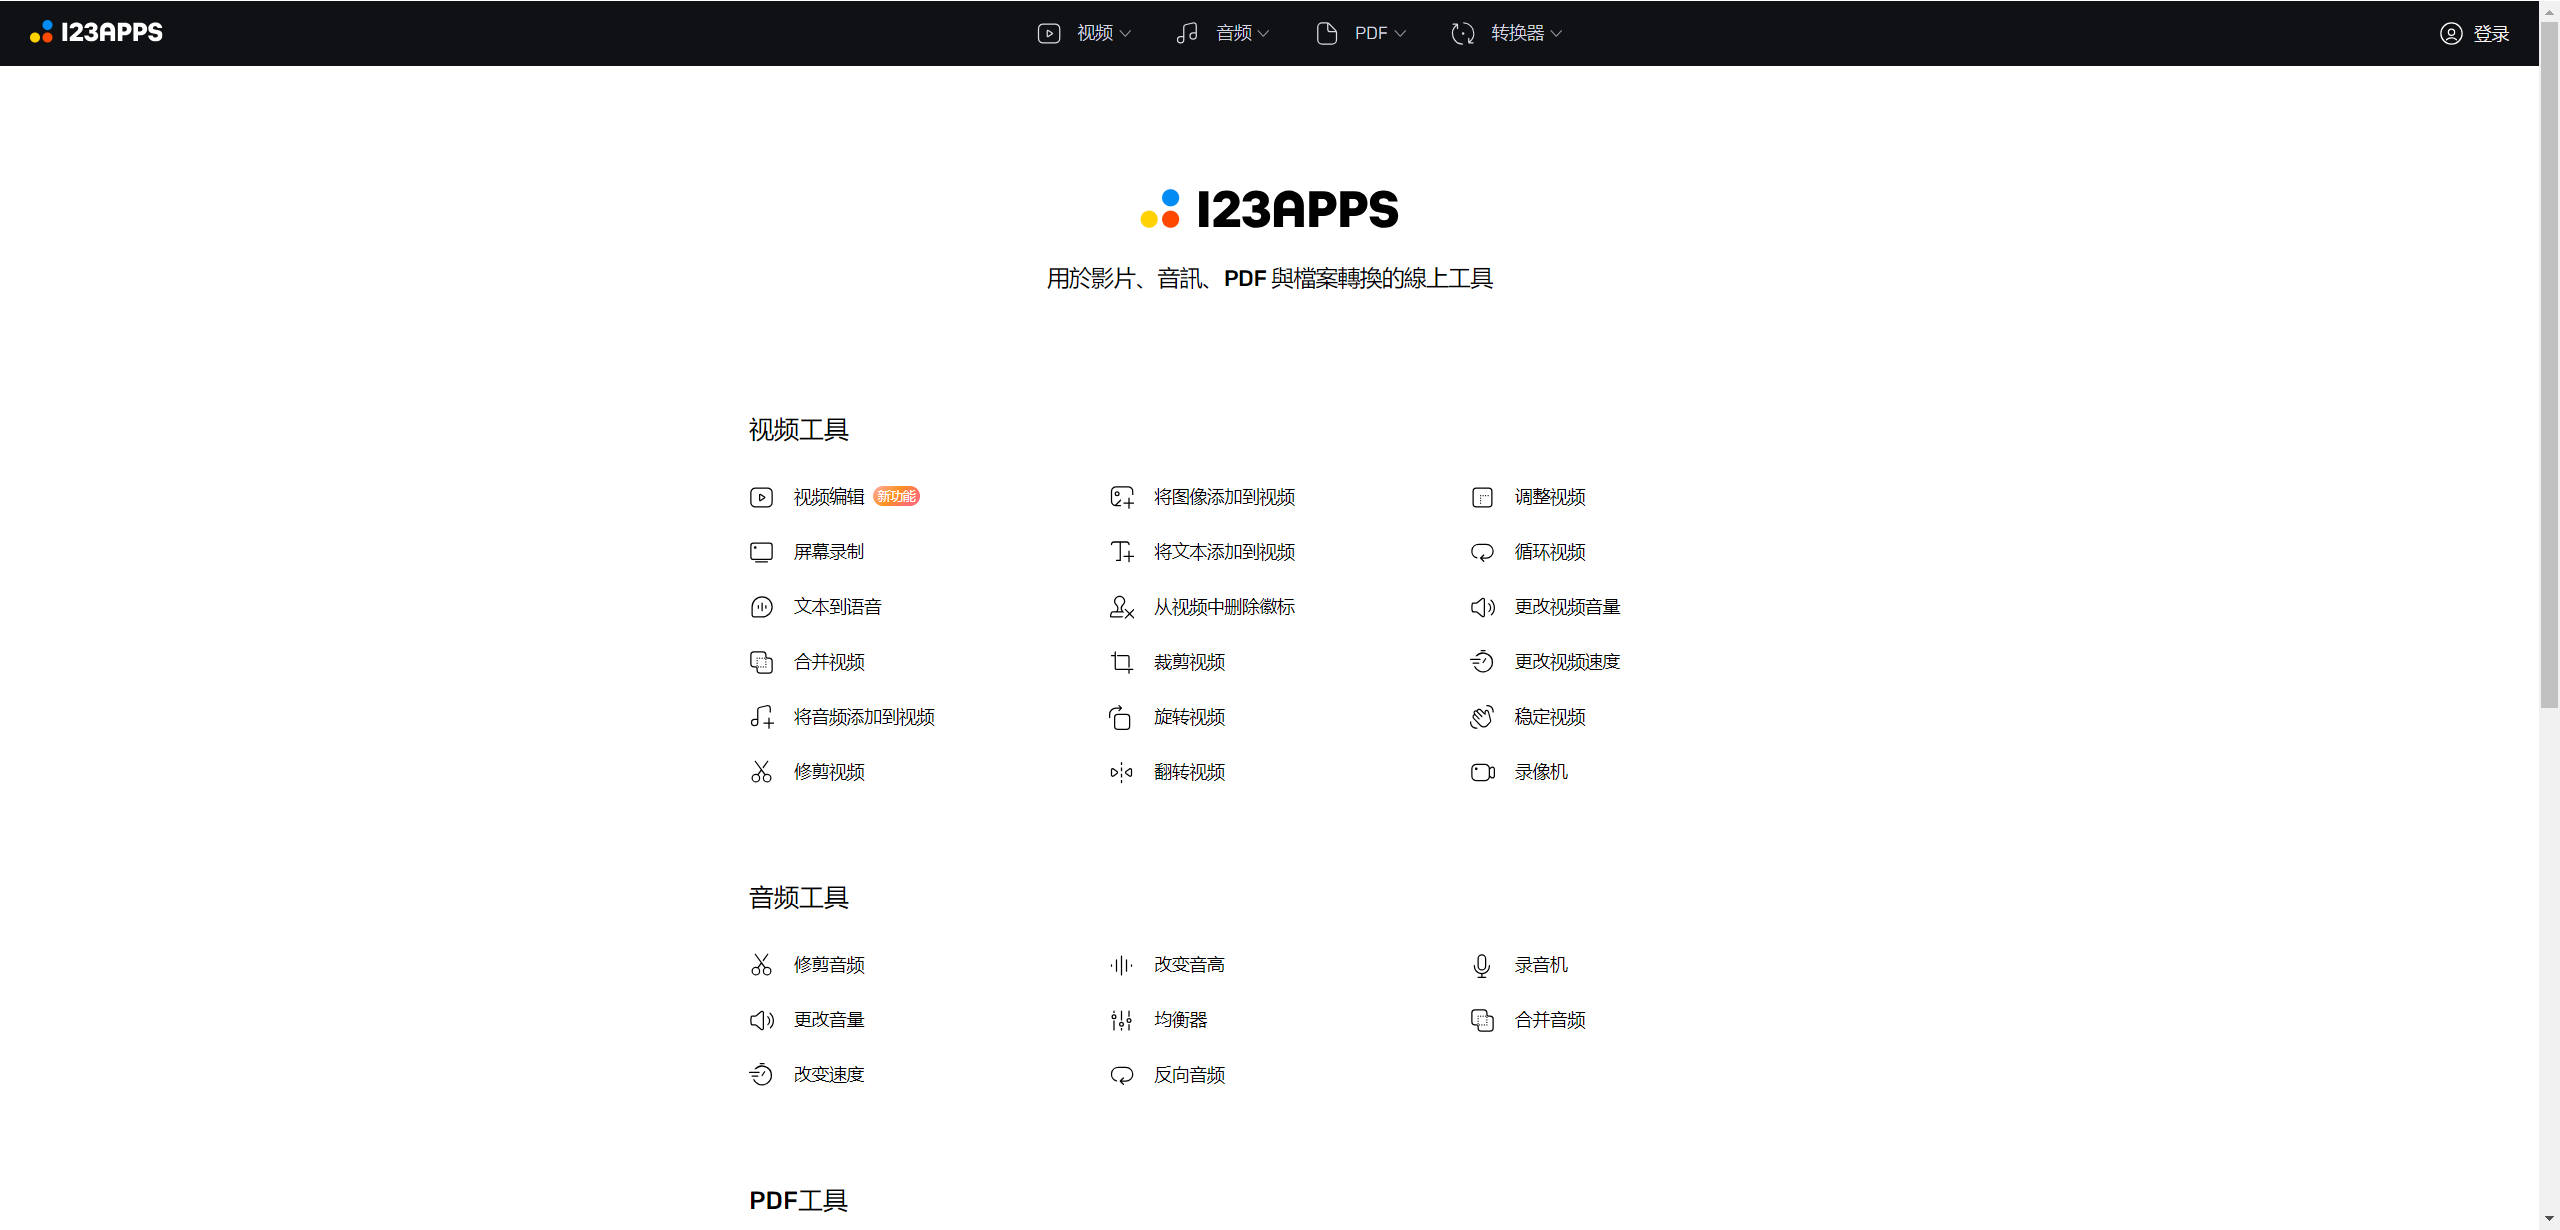 123APPS
视频
音频
PDF
转换器
登录
123APPS
用於影片、音訊、PDF 與檔案轉換的線上工具
视频工具
视频编辑 新功能
将图像添加到视频
调整视频
屏幕录制
将文本添加到视频
循环视频
文本到语音
从视频中删除徽标
更改视频音量
合并视频
裁剪视频
更改视频速度
将音频添加到视频
旋转视频
稳定视频
修剪视频
翻转视频
录像机
音频工具
修剪音频
改变音高
录音机
更改音量
均衡器
合并音频
改变速度
反向音频
PDF工具